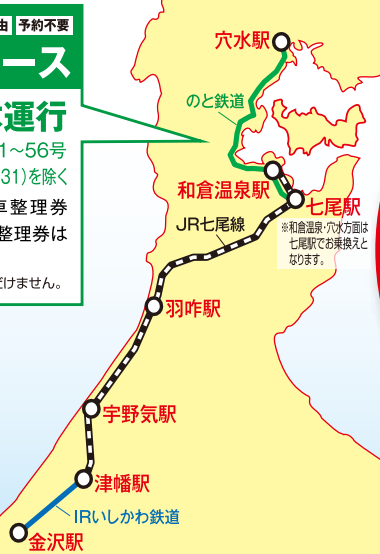 由 予約不要
ース
運行
1～56号
31)を除く
車整理券
整理券は
だけません。
穴水駅
のと鉄道
和倉温泉駅
七尾駅
※和倉温泉・穴水方面は
七尾駅でお乗換えと
なります。
JR七尾線
羽咋駅
宇野気駅
津幡駅
IRいしかわ鉄道
金沢駅